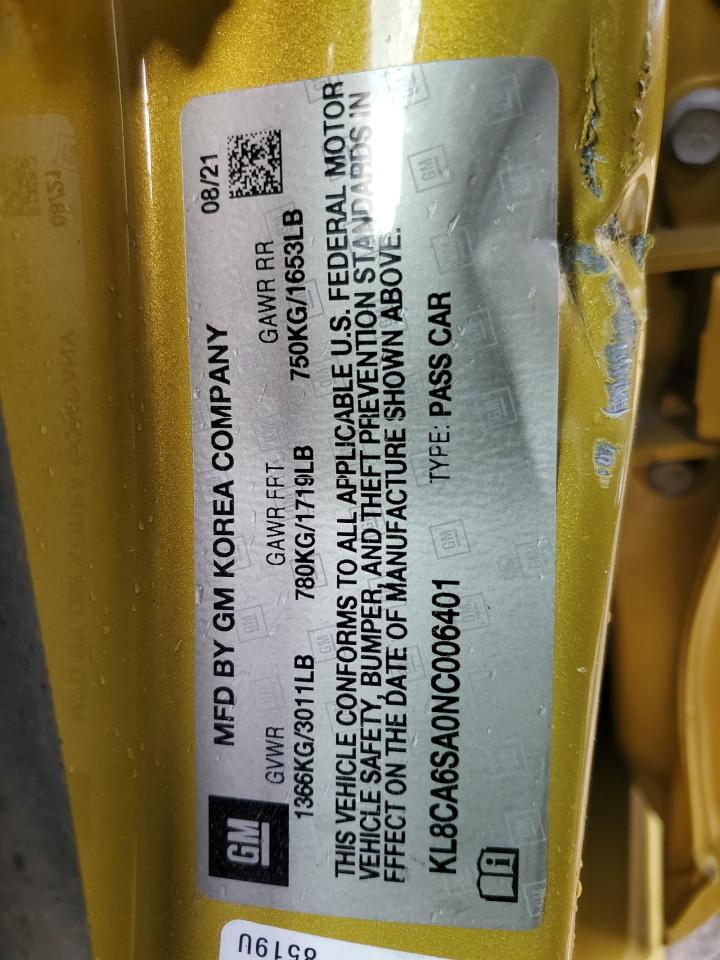 GM
MFD BY GM KOREA COMPANY 08/21
GVWR GAWR FRT GAWR RR
1366KG/3011LB 780KG/1719LB 750KG/1653LB
THIS VEHICLE CONFORMS TO ALL APPLICABLE U.S. FEDERAL MOTOR
VEHICLE SAFETY, BUMPER, AND THEFT PREVENTION STANDARDS IN
EFFECT ON THE DATE OF MANUFACTURE SHOWN ABOVE.
KL8CA6SA0NC006401 TYPE: PASS CAR
8519U